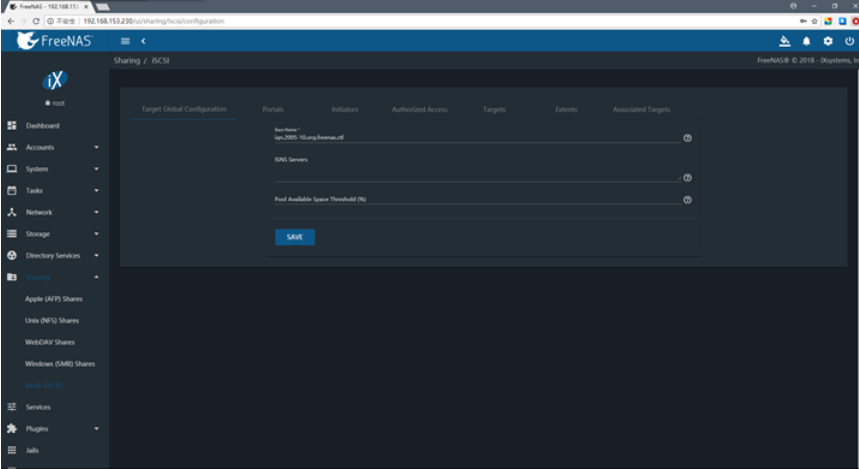 FreeNAS - 192.168.153
不安全 | 192.168.153.230/ui/sharing/iscsi/configuration
FreeNAS
Sharing / iSCSI
FreeNAS® © 2018 - iXsystems, In
iX
root
Target Global Configuration
Portals
Initiators
Authorized Access
Targets
Extents
Associated Targets
Base Name *
iqn.2005-10.org.freenas.ctl
ISNS Servers
Pool Available Space Threshold (%)
SAVE
Dashboard
Accounts
System
Tasks
Network
Storage
Directory Services
Sharing
Apple (AFP) Shares
Unix (NFS) Shares
WebDAV Shares
Windows (SMB) Shares
Block (iSCSI)
Services
Plugins
Jails